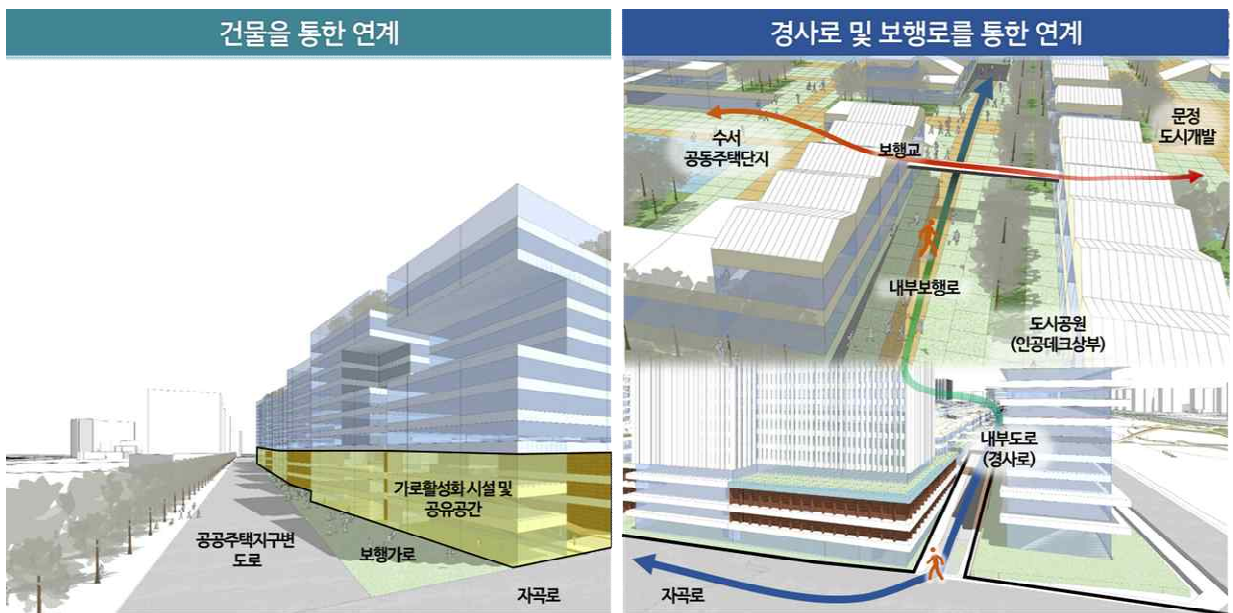 건물을 통한 연계
가로활성화 시설 및
공유공간
공공주택지구변
도로
보행가로
자곡로
경사로 및 보행로를 통한 연계
수서
공동주택단지
보행교
문정
도시개발
내부보행로
도시공원
(인공데크상부)
내부도로
(경사로)
자곡로